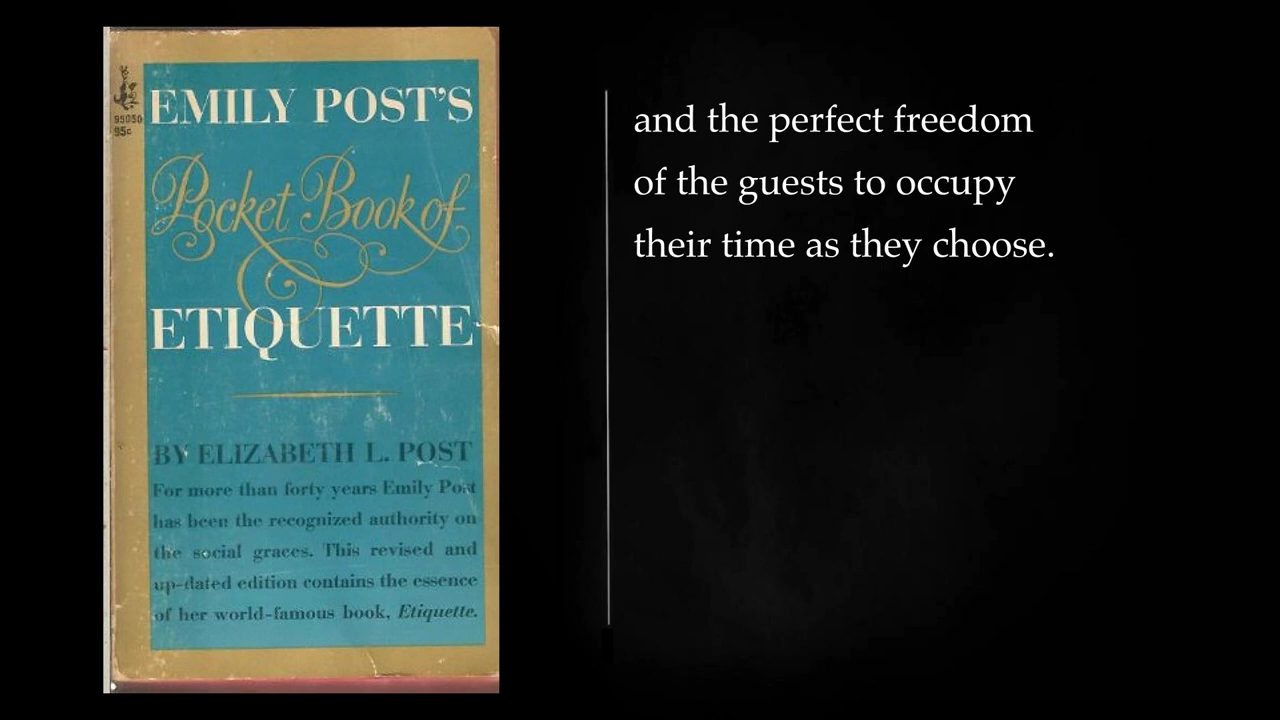 95050
95c
EMILY POST'S
Pocket Book of
ETIQUETTE
BY ELIZABETH L. POST
For more than forty years Emily Post
has been the recognized authority on
the social graces. This revised and
up-dated edition contains the essence
of her world-famous book, Etiquette.
and the perfect freedom
of the guests to occupy
their time as they choose.